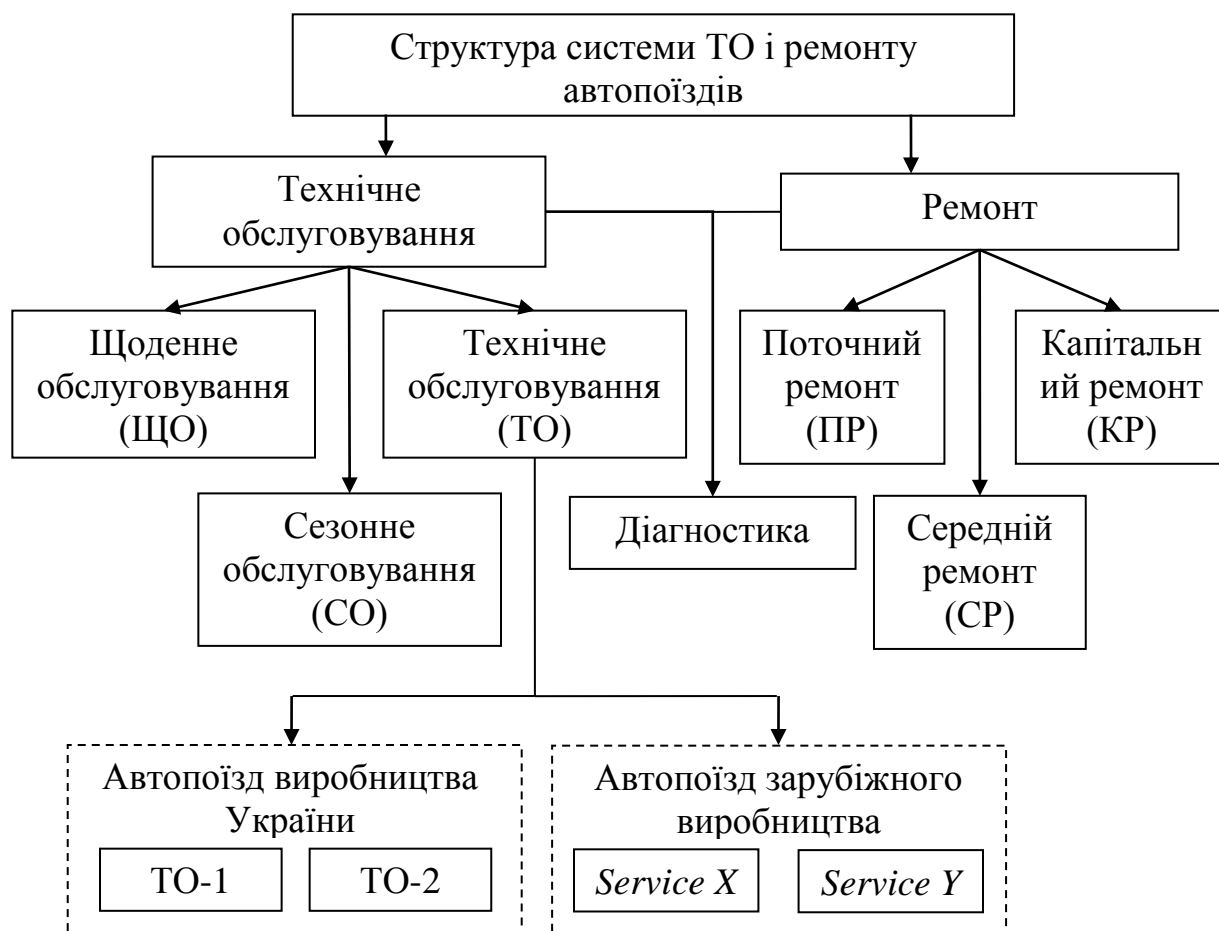 Структура системи ТО і ремонту
автопоїздів
Технічне
обслуговування
Ремонт
Щоденне
обслуговування
(ЩО)
Технічне
обслуговування
(ТО)
Поточний
ремонт
(ПР)
Капітальн
ий ремонт
(КР)
Сезонне
обслуговування
(СО)
Діагностика
Середній
ремонт
(СР)
Автопоїзд виробництва
України
ТО-1
ТО-2
Автопоїзд зарубіжного
виробництва
Service X
Service Y